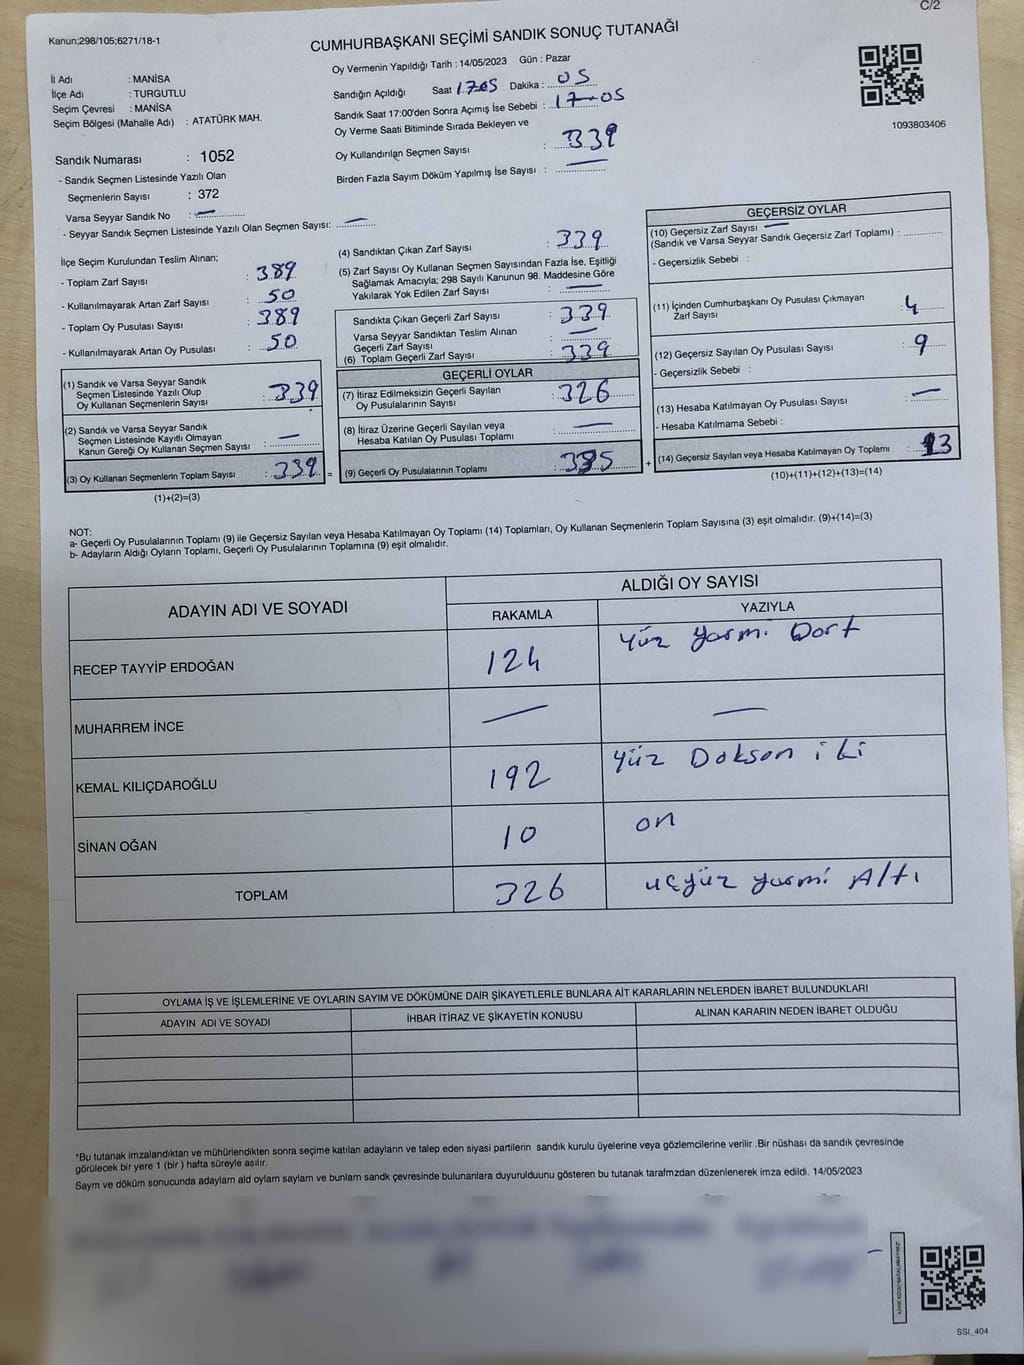 C/2
Kanun;298/105;6271/18-1
CUMHURBAŞKANI SEÇİMİ SANDIK SONUÇ TUTANAĞI
İl Adı : MANİSA
İlçe Adı : TURGUTLU
Seçim Çevresi : MANİSA
Seçim Bölgesi (Mahalle Adı) : ATATÜRK MAH.
Oy Vermenin Yapıldığı Tarih : 14/05/2023 Gün : Pazar
Sandığın Açıldığı Saat 1705 Dakika : 05
Sandık Saat 17:00'den Sonra Açımış İse Sebebi : 17-05
Oy Verme Saati Bitiminde Sırada Bekleyen ve
Oy Kullandırılan Seçmen Sayısı : 339
Birden Fazla Sayım Döküm Yapılmış İse Sayısı : —
1093803406
Sandık Numarası : 1052
- Sandık Seçmen Listesinde Yazılı Olan
Seçmenlerin Sayısı : 372
Varsa Seyyar Sandık No : —
- Seyyar Sandık Seçmen Listesinde Yazılı Olan Seçmen Sayısı: —
İlçe Seçim Kurulundan Teslim Alınan;
- Toplam Zarf Sayısı : 389
- Kullanılmayarak Artan Zarf Sayısı : 50
- Toplam Oy Pusulası Sayısı : 389
- Kullanılmayarak Artan Oy Pusulası : 50
(1) Sandık ve Varsa Seyyar Sandık
Seçmen Listesinde Yazılı Olup
Oy Kullanan Seçmenlerin Sayısı : 339
(2) Sandık ve Varsa Seyyar Sandık
Seçmen Listesinde Kayıtlı Olmayan
Kanun Gereği Oy Kullanan Seçmen Sayısı : —
(3) Oy Kullanan Seçmenlerin Toplam Sayısı : 339 =
(1)+(2)=(3)
(4) Sandıktan Çıkan Zarf Sayısı : 339
(5) Zarf Sayısı Oy Kullanan Seçmen Sayısından Fazla İse, Eşitliği
Sağlamak Amacıyla; 298 Sayılı Kanunun 98. Maddesine Göre
Yakılarak Yok Edilen Zarf Sayısı : —
Sandıkta Çıkan Geçerli Zarf Sayısı : 339
Varsa Seyyar Sandıktan Teslim Alınan
Geçerli Zarf Sayısı : —
(6) Toplam Geçerli Zarf Sayısı : 339
GEÇERLİ OYLAR
(7) İtiraz Edilmeksizin Geçerli Sayılan
Oy Pusulalarının Sayısı : 326
(8) İtiraz Üzerine Geçerli Sayılan veya
Hesaba Katılan Oy Pusulası Toplamı : —
(9) Geçerli Oy Pusulalarının Toplamı : +
GEÇERSİZ OYLAR
(10) Geçersiz Zarf Sayısı —
(Sandık ve Varsa Seyyar Sandık Geçersiz Zarf Toplamı) :
- Geçersizlik Sebebi :
(11) İçinden Cumhurbaşkanı Oy Pusulası Çıkmayan
Zarf Sayısı : 4
(12) Geçersiz Sayılan Oy Pusulası Sayısı : 9
- Geçersizlik Sebebi :
(13) Hesaba Katılmayan Oy Pusulası Sayısı : —
- Hesaba Katılmama Sebebi :
(14) Geçersiz Sayılan veya Hesaba Katılmayan Oy Toplamı : 13
(10)+(11)+(12)+(13)=(14)
NOT:
a- Geçerli Oy Pusulalarının Toplamı (9) ile Geçersiz Sayılan veya Hesaba Katılmayan Oy Toplamı (14) Toplamları, Oy Kullanan Seçmenlerin Toplam Sayısına (3) eşit olmalıdır. (9)+(14)=(3)
b- Adayların Aldığı Oyların Toplamı, Geçerli Oy Pusulalarının Toplamına (9) eşit olmalıdır.
ADAYIN ADI VE SOYADI ALDIĞI OY SAYISI
RAKAMLA YAZIYLA
RECEP TAYYİP ERDOĞAN 124 Yüz yirmi Dört
MUHARREM İNCE — —
KEMAL KILIÇDAROĞLU 192 yüz Doksan iki
SİNAN OĞAN 10 on
TOPLAM 326 üçyüz yirmi Altı
OYLAMA İŞ VE İŞLEMLERİNE VE OYLARIN SAYIM VE DÖKÜMÜNE DAİR ŞİKAYETLERLE BUNLARA AİT KARARLARIN NELERDEN İBARET BULUNDUKLARI
ADAYIN ADI VE SOYADI İHBAR İTİRAZ VE ŞİKAYETİN KONUSU ALINAN KARARIN NEDEN İBARET OLDUĞU
*Bu tutanak imzalandıktan ve mühürlendikten sonra seçime katılan adayların ve talep eden siyasi partilerin sandık kurulu üyelerine veya gözlemcilerine verilir .Bir nüshası da sandık çevresinde
görülecek bir yere 1 (bir ) hafta süreyle asılır.
Saym ve döküm sonucunda adayların ald oyların sayların ve bunların sandk çevresinde bulunanlara duyurulduunu gösteren bu tutanak tarafmzdan düzenlenerek imza edildi. 14/05/2023
SSI_404